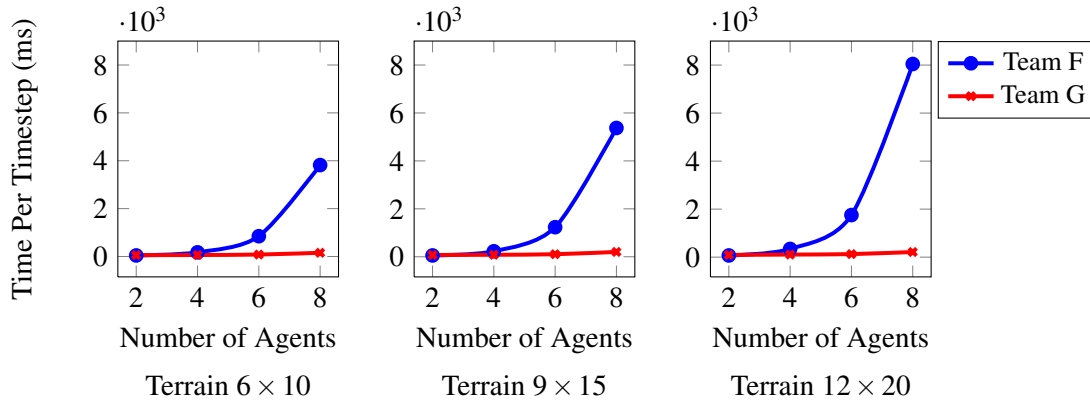 Time Per Timestep (ms)
·10³ ·10³ ·10³
8 8 8
6 6 6
4 4 4
2 2 2
0 0 0
2 4 6 8 2 4 6 8 2 4 6 8
Number of Agents Number of Agents Number of Agents
Terrain 6 × 10 Terrain 9 × 15 Terrain 12 × 20
Team F
Team G